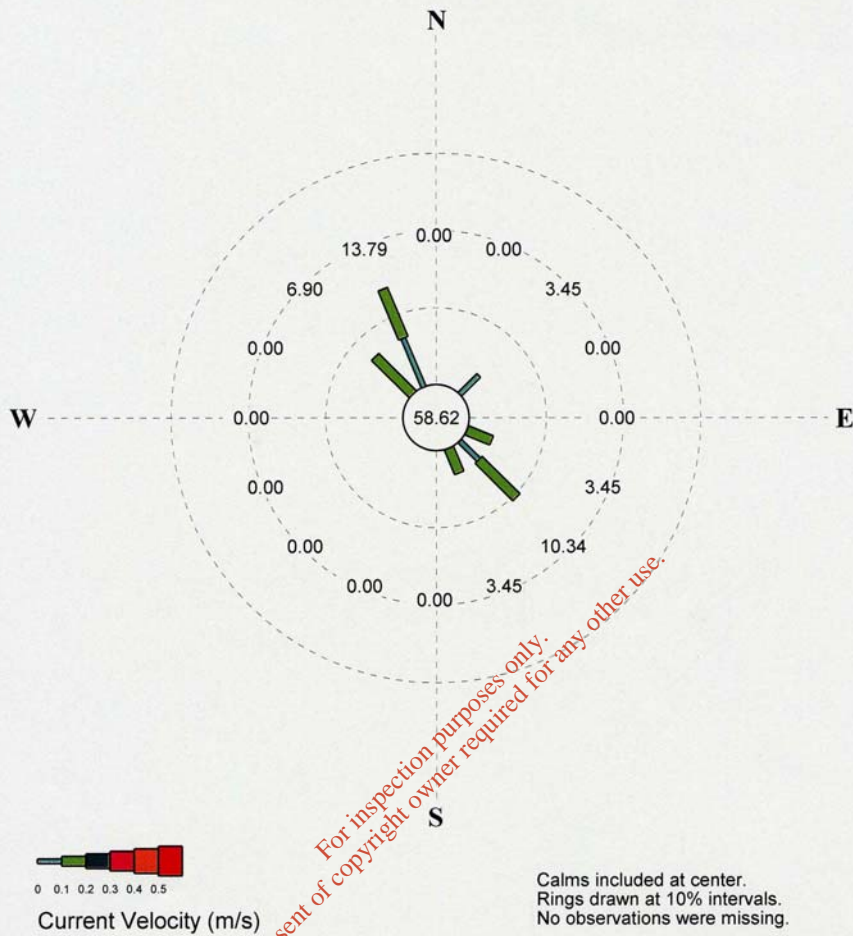 N
0.00
13.79
0.00
6.90
3.45
0.00
0.00
W
0.00
58.62
0.00
E
0.00
3.45
0.00
10.34
0.00
3.45
0.00
S
For inspection purposes only.
sent of copyright owner required for any other use.
0 0.1 0.2 0.3 0.4 0.5
Current Velocity (m/s)
Calms included at center.
Rings drawn at 10% intervals.
No observations were missing.